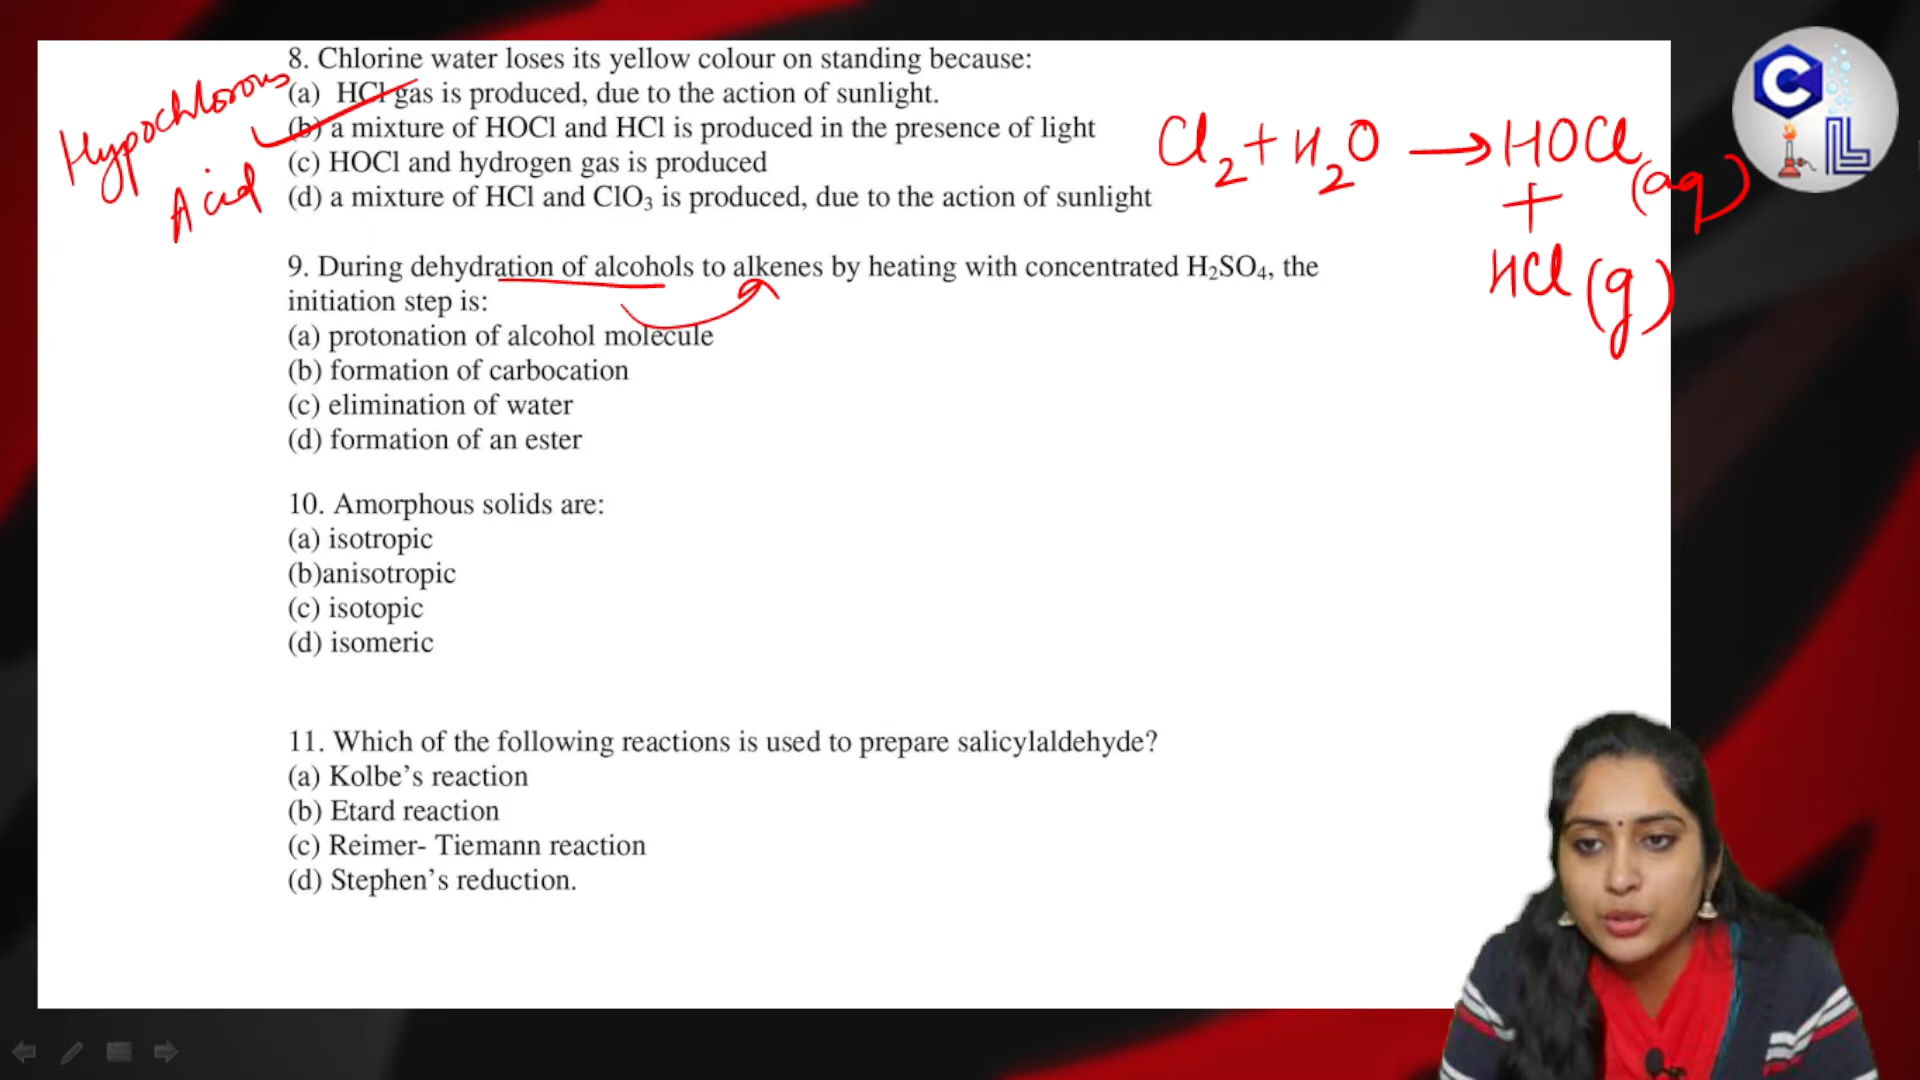 8. Chlorine water loses its yellow colour on standing because:
(a) HCl gas is produced, due to the action of sunlight.
(b) a mixture of HOCl and HCl is produced in the presence of light
(c) HOCl and hydrogen gas is produced
(d) a mixture of HCl and ClO₃ is produced, due to the action of sunlight
Hypochlorous
Acid
Cl₂ + H₂O → HOCl (aq)
+
HCl (g)
9. During dehydration of alcohols to alkenes by heating with concentrated H₂SO₄, the
initiation step is:
(a) protonation of alcohol molecule
(b) formation of carbocation
(c) elimination of water
(d) formation of an ester
10. Amorphous solids are:
(a) isotropic
(b)anisotropic
(c) isotopic
(d) isomeric
11. Which of the following reactions is used to prepare salicylaldehyde?
(a) Kolbe’s reaction
(b) Etard reaction
(c) Reimer- Tiemann reaction
(d) Stephen’s reduction.
C L